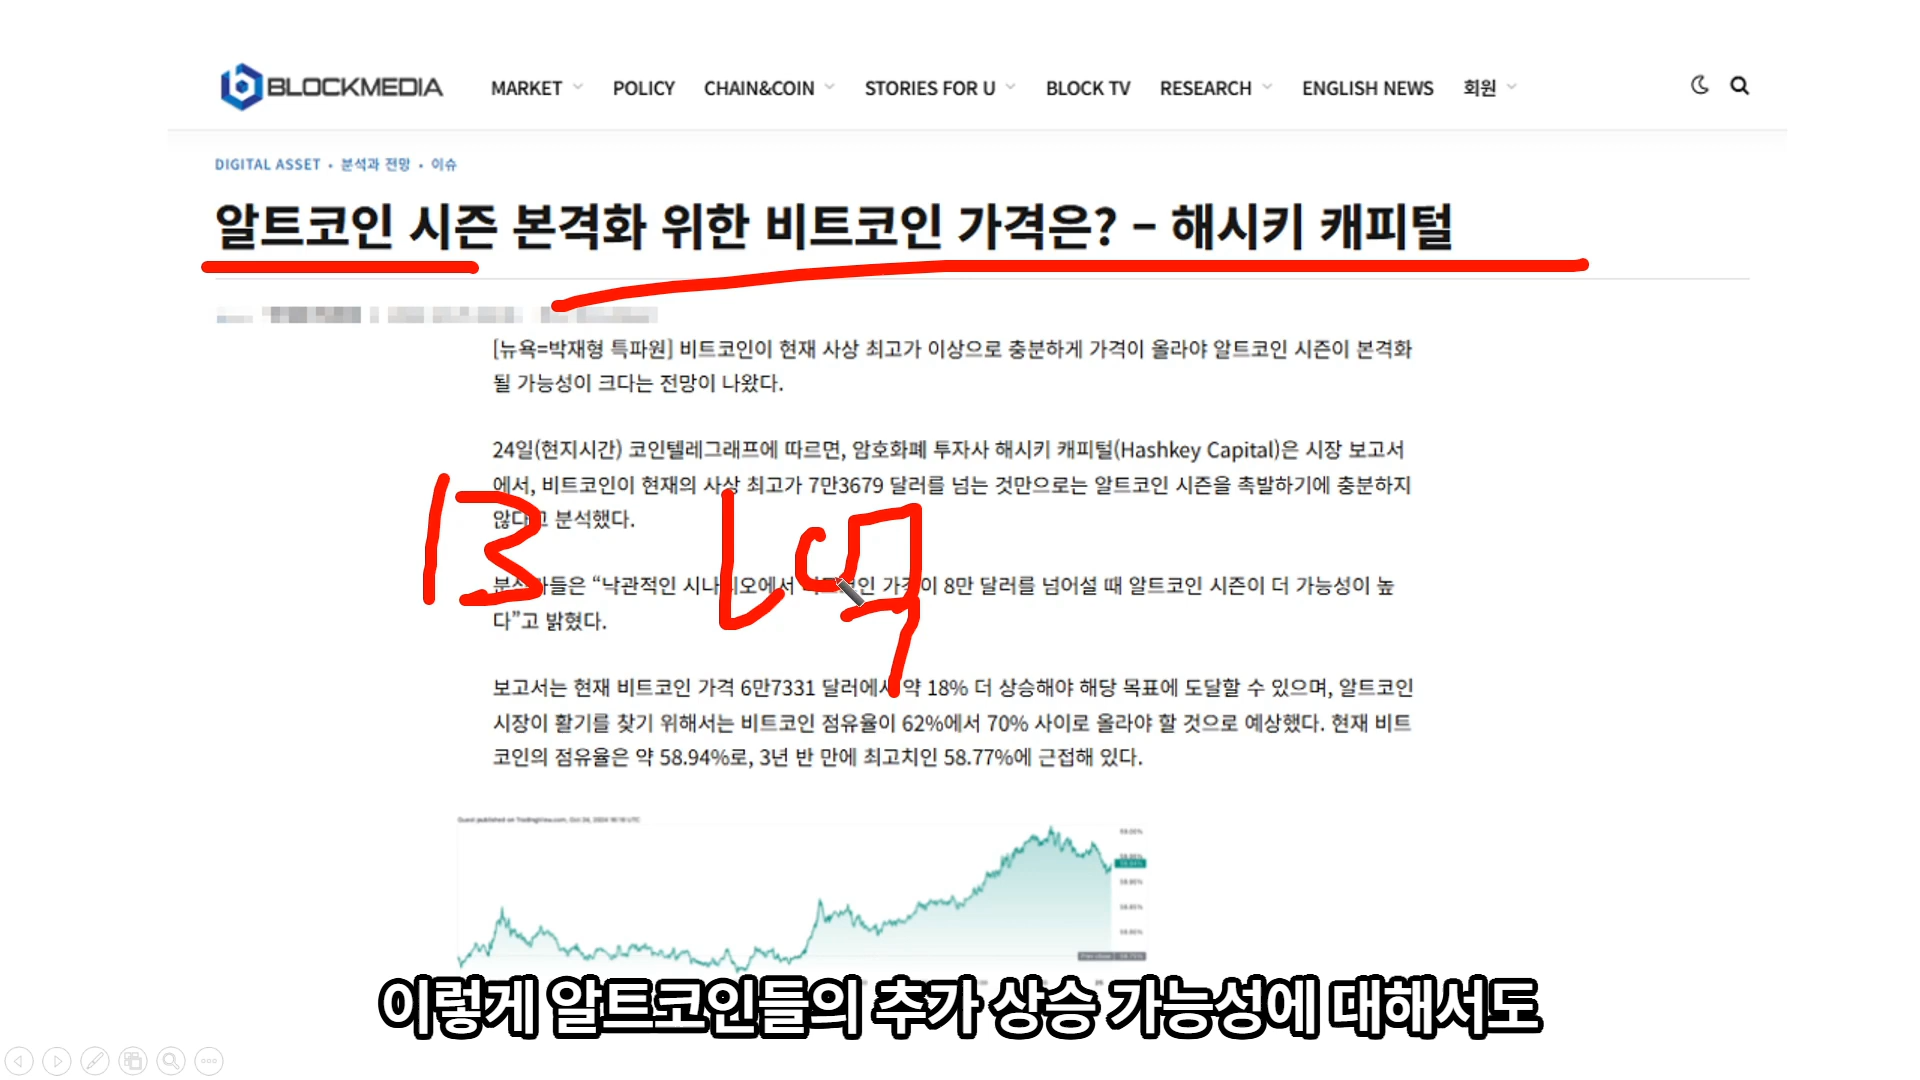 BLOCKMEDIA MARKET POLICY CHAIN&COIN STORIES FOR U BLOCK TV RESEARCH ENGLISH NEWS 회원
DIGITAL ASSET • 분석과 전망 • 이슈
알트코인 시즌 본격화 위한 비트코인 가격은? – 해시키 캐피털
[뉴욕=박재형 특파원] 비트코인이 현재 사상 최고가 이상으로 충분하게 가격이 올라야 알트코인 시즌이 본격화
될 가능성이 크다는 전망이 나왔다.
24일(현지시간) 코인텔레그래프에 따르면, 암호화폐 투자사 해시키 캐피털(Hashkey Capital)은 시장 보고서
에서, 비트코인이 현재의 사상 최고가 7만3679 달러를 넘는 것만으로는 알트코인 시즌을 촉발하기에 충분하지
않다고 분석했다.
13
“낙관적인 시나리오에서 가격이 8만 달러를 넘어설 때 알트코인 시즌이 더 가능성이 높
다”고 밝혔다.
보고서는 현재 비트코인 가격 6만7331 달러에서 약 18% 더 상승해야 해당 목표에 도달할 수 있으며, 알트코인
시장이 활기를 찾기 위해서는 비트코인 점유율이 62%에서 70% 사이로 올라야 할 것으로 예상했다. 현재 비트
코인의 점유율은 약 58.94%로, 3년 반 만에 최고치인 58.77%에 근접해 있다.
이렇게 알트코인들의 추가 상승 가능성에 대해서도